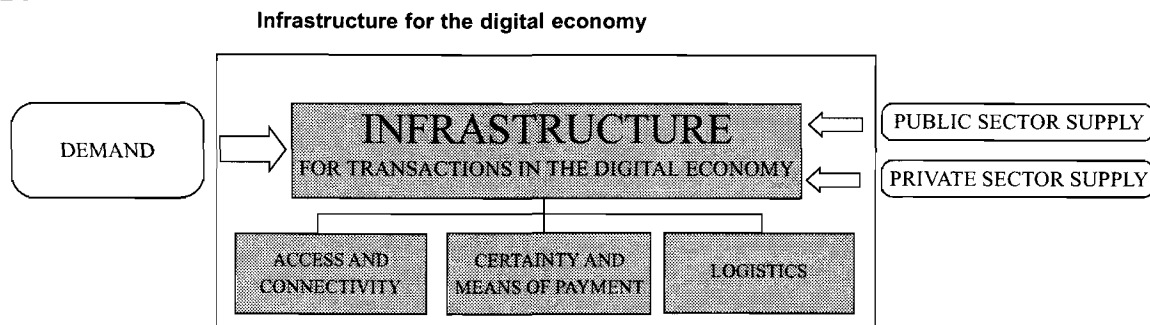 Infrastructure for the digital economy
DEMAND
INFRASTRUCTURE
FOR TRANSACTIONS IN THE DIGITAL ECONOMY
PUBLIC SECTOR SUPPLY
PRIVATE SECTOR SUPPLY
ACCESS AND
CONNECTIVITY
CERTAINTY AND
MEANS OF PAYMENT
LOGISTICS